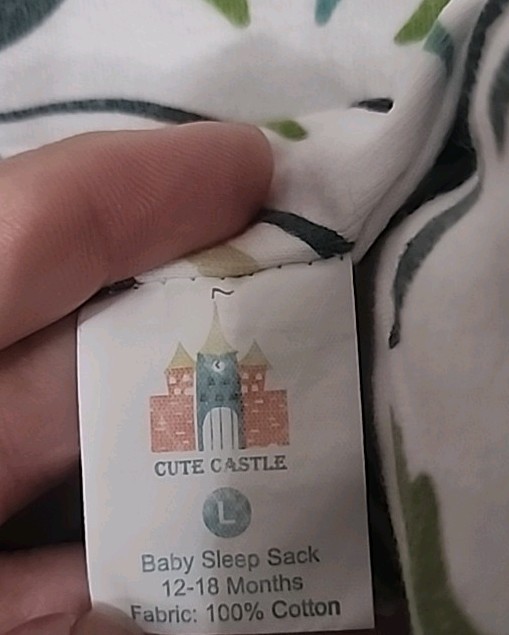 CUTE CASTLE
L
Baby Sleep Sack
12-18 Months
Fabric: 100% Cotton